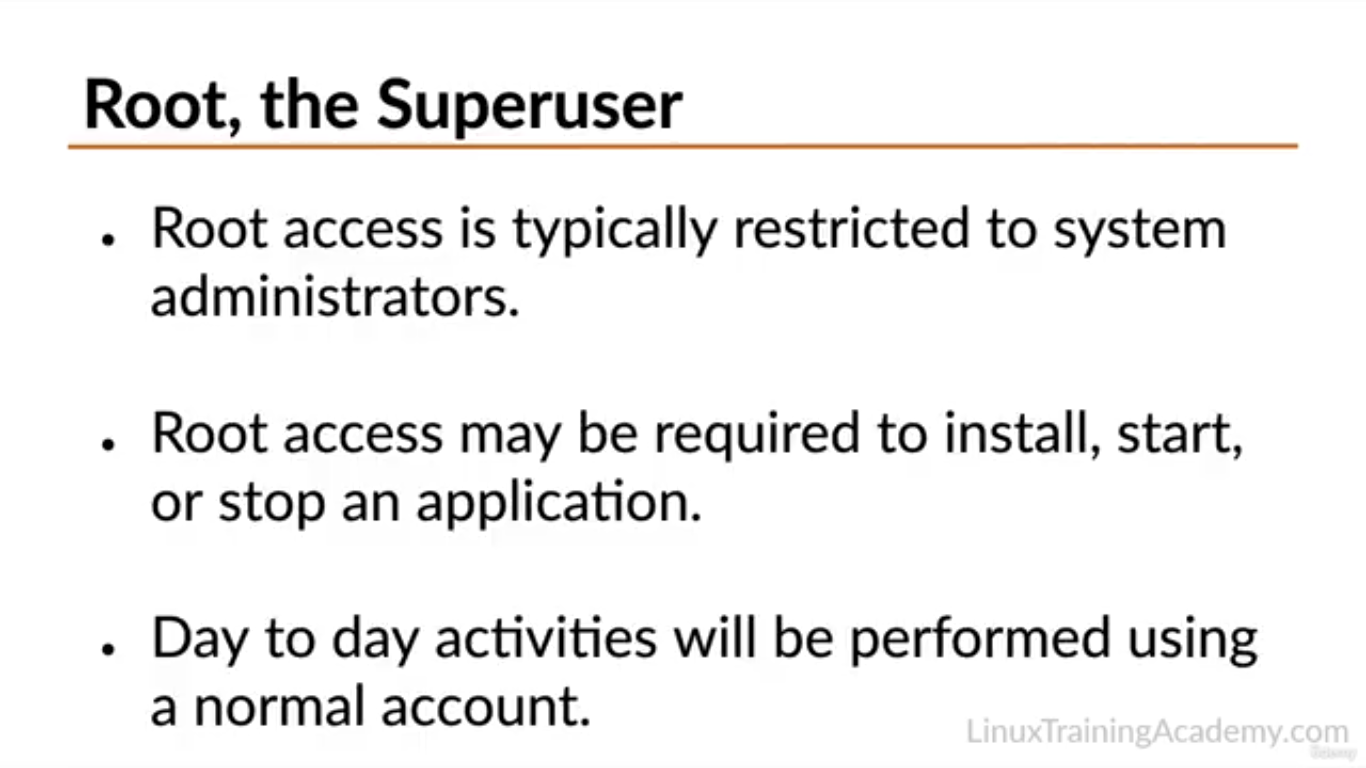 Root, the Superuser
• Root access is typically restricted to system
administrators.
• Root access may be required to install, start,
or stop an application.
• Day to day activities will be performed using
a normal account.
LinuxTrainingAcademy.com
Udemy